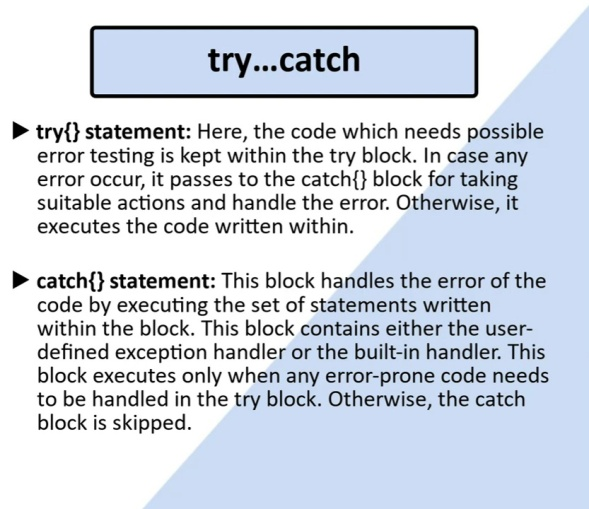 try...catch
▶ try{} statement: Here, the code which needs possible
error testing is kept within the try block. In case any
error occur, it passes to the catch{} block for taking
suitable actions and handle the error. Otherwise, it
executes the code written within.
▶ catch{} statement: This block handles the error of the
code by executing the set of statements written
within the block. This block contains either the user-
defined exception handler or the built-in handler. This
block executes only when any error-prone code needs
to be handled in the try block. Otherwise, the catch
block is skipped.